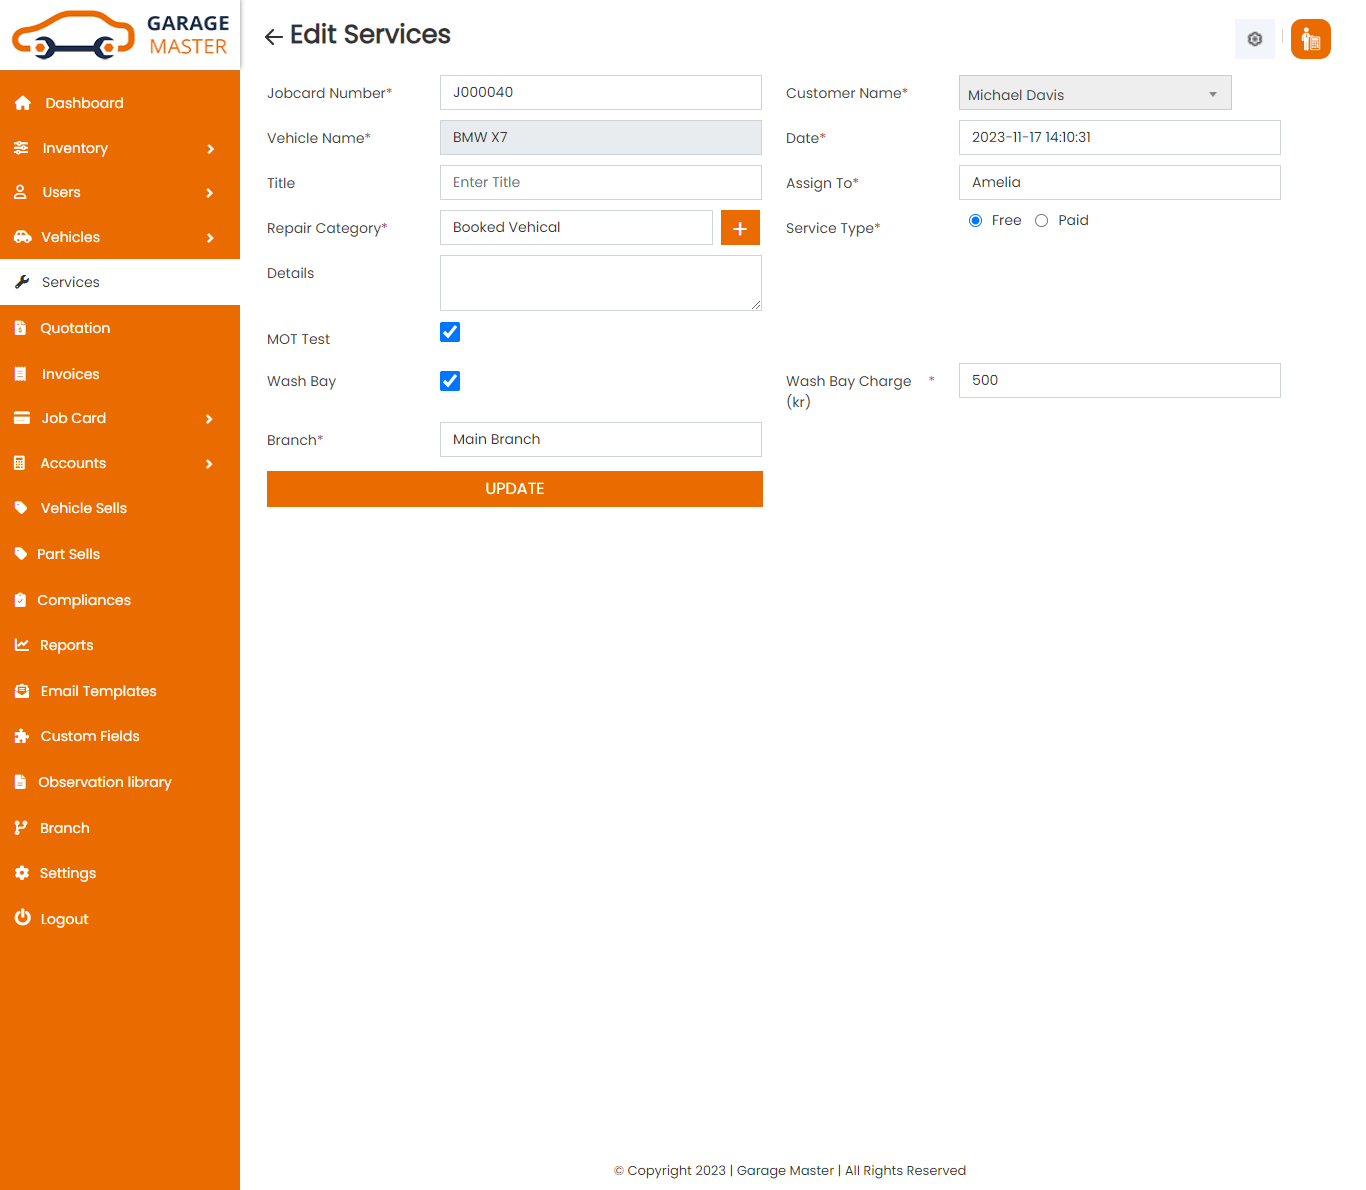 GARAGE
MASTER
Edit Services
Dashboard
Inventory
Users
Vehicles
Services
Quotation
Invoices
Job Card
Accounts
Vehicle Sells
Part Sells
Compliances
Reports
Email Templates
Custom Fields
Observation library
Branch
Settings
Logout
Jobcard Number* J000040 Customer Name* Michael Davis
Vehicle Name* BMW X7 Date* 2023-11-17 14:10:31
Title Enter Title Assign To* Amelia
Repair Category* Booked Vehical + Service Type* Free Paid
Details
MOT Test
Wash Bay Wash Bay Charge * 500
(kr)
Branch* Main Branch
UPDATE
© Copyright 2023 | Garage Master | All Rights Reserved